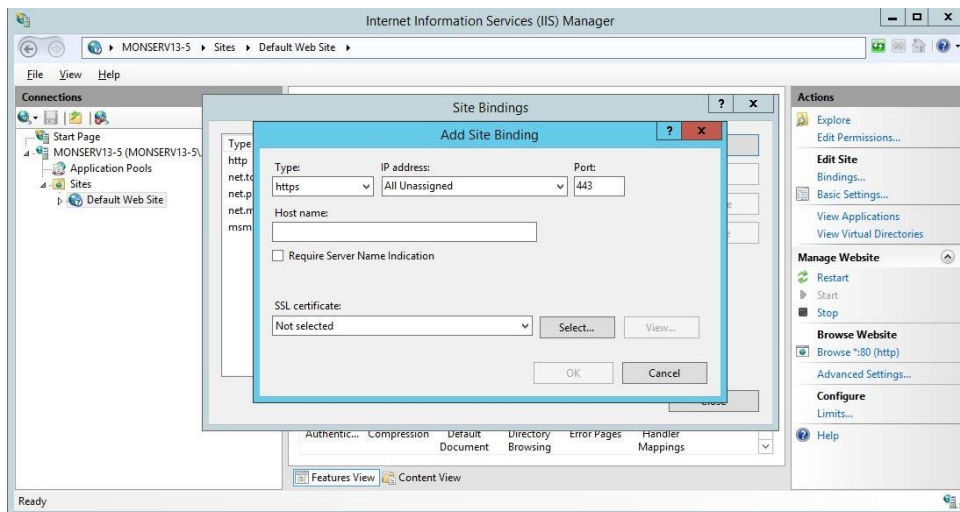 Internet Information Services (IIS) Manager
MONSERV13-5 Sites Default Web Site
File View Help
Connections
Start Page
MONSERV13-5 (MONSERV13-5\
Application Pools
Sites
Default Web Site
Site Bindings
? x
Type
http
net.tc
net.p
net.m
msm
Add Site Binding
? x
Type: IP address: Port:
https All Unassigned 443
Host name:
Require Server Name Indication
SSL certificate:
Not selected Select... View...
OK Cancel
Close
Authentic... Compression Default Document Directory Browsing Error Pages Handler Mappings
Features View Content View
Actions
Explore
Edit Permissions...
Edit Site
Bindings...
Basic Settings...
View Applications
View Virtual Directories
Manage Website
Restart
Start
Stop
Browse Website
Browse *:80 (http)
Advanced Settings...
Configure
Limits...
Help
Ready